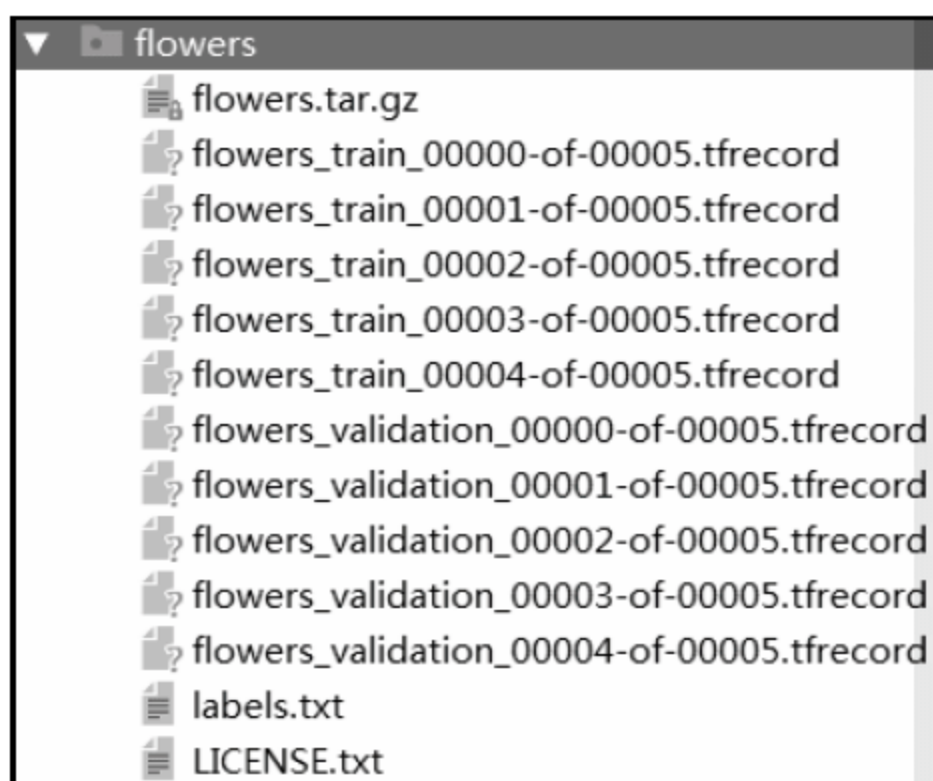 flowers
flowers.tar.gz
flowers_train_00000-of-00005.tfrecord
flowers_train_00001-of-00005.tfrecord
flowers_train_00002-of-00005.tfrecord
flowers_train_00003-of-00005.tfrecord
flowers_train_00004-of-00005.tfrecord
flowers_validation_00000-of-00005.tfrecord
flowers_validation_00001-of-00005.tfrecord
flowers_validation_00002-of-00005.tfrecord
flowers_validation_00003-of-00005.tfrecord
flowers_validation_00004-of-00005.tfrecord
labels.txt
LICENSE.txt